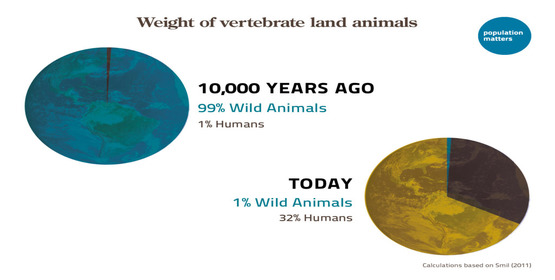 Weight of vertebrate land animals
population
matters
10,000 YEARS AGO
99% Wild Animals
1% Humans
TODAY
1% Wild Animals
32% Humans
Calculations based on Smil (2011)